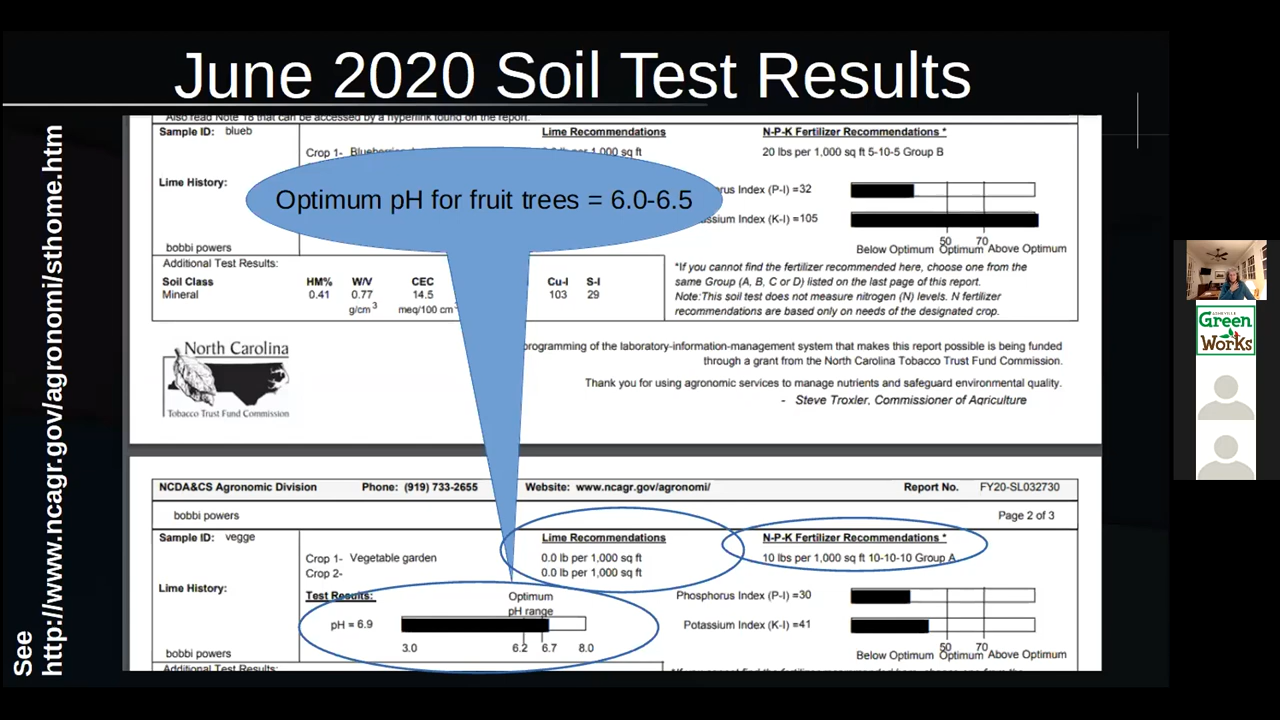 June 2020 Soil Test Results
See
http://www.ncagr.gov/agronomi/sthome.htm
Also read Note 18 that can be accessed by a hyperlink found on the report.
Sample ID: blueb
Lime Recommendations
N-P-K Fertilizer Recommendations *
Crop 1-
per 1,000 sq ft
20 lbs per 1,000 sq ft 5-10-5 Group B
Lime History:
Optimum pH for fruit trees = 6.0-6.5
Index (P-I) =32
Index (K-I) =105
50 70
Below Optimum Optimum Above Optimum
bobbi powers
Additional Test Results:
Soil Class HM% W/V CEC Cu-I S-I
Mineral 0.41 0.77 14.5 103 29
g/cm 3 meq/100 cm
*If you cannot find the fertilizer recommended here, choose one from the
same Group (A, B, C or D) listed on the last page of this report.
Note:This soil test does not measure nitrogen (N) levels. N fertilizer
recommendations are based only on needs of the designated crop.
North Carolina
Tobacco Trust Fund Commission
programming of the laboratory-information-management system that makes this report possible is being funded
through a grant from the North Carolina Tobacco Trust Fund Commission.
Thank you for using agronomic services to manage nutrients and safeguard environmental quality.
- Steve Troxler, Commissioner of Agriculture
NCDA&CS Agronomic Division Phone: (919) 733-2655 Website: www.ncagr.gov/agronomi/ Report No. FY20-SL032730
bobbi powers Page 2 of 3
Sample ID: vegge
Lime Recommendations
N-P-K Fertilizer Recommendations *
Crop 1- Vegetable garden 0.0 lb per 1,000 sq ft 10 lbs per 1,000 sq ft 10-10-10 Group A
Crop 2- 0.0 lb per 1,000 sq ft
Lime History:
Test Results:
Optimum
pH range
pH = 6.9
3.0 6.2 6.7 8.0
Phosphorus Index (P-I) =30
Potassium Index (K-I) =41
50 70
Below Optimum Optimum Above Optimum
bobbi powers
Additional Test Results:
ASHEVILLE
Green
Works